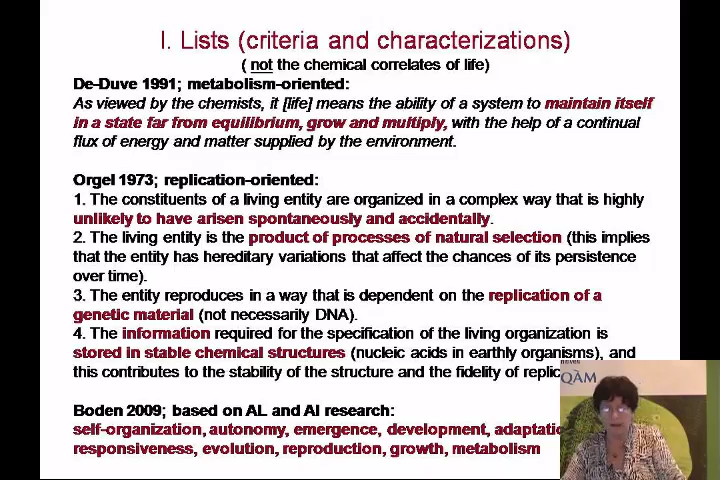 I. Lists (criteria and characterizations)
( not the chemical correlates of life)
De-Duve 1991; metabolism-oriented:
As viewed by the chemists, it [life] means the ability of a system to maintain itself
in a state far from equilibrium, grow and multiply, with the help of a continual
flux of energy and matter supplied by the environment.
Orgel 1973; replication-oriented:
1. The constituents of a living entity are organized in a complex way that is highly
unlikely to have arisen spontaneously and accidentally.
2. The living entity is the product of processes of natural selection (this implies
that the entity has hereditary variations that affect the chances of its persistence
over time).
3. The entity reproduces in a way that is dependent on the replication of a
genetic material (not necessarily DNA).
4. The information required for the specification of the living organization is
stored in stable chemical structures (nucleic acids in earthly organisms), and
this contributes to the stability of the structure and the fidelity of replic
Boden 2009; based on AL and AI research:
self-organization, autonomy, emergence, development, adaptatio
responsiveness, evolution, reproduction, growth, metabolism
QÀM